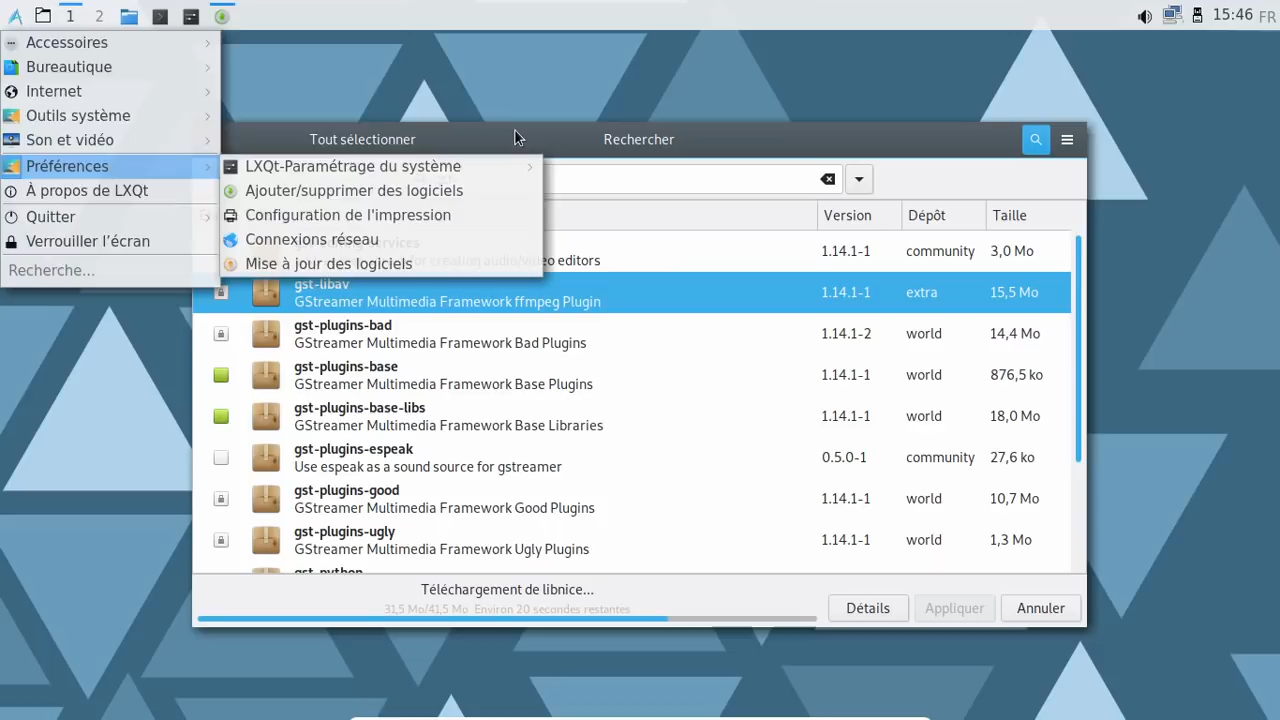 1 2 15:46 FR
Accessoires
Bureautique
Internet
Outils système
Son et vidéo
Préférences
À propos de LXQt
Quitter
Verrouiller l’écran
Recherche...
LXQt-Paramétrage du système
Ajouter/supprimer des logiciels
Configuration de l'impression
Connexions réseau
Mise à jour des logiciels
Tout sélectionner Rechercher
Version Dépôt Taille
services 1.14.1-1 community 3,0 Mo
for creating audio/video editors
gst-libav 1.14.1-1 extra 15,5 Mo
GStreamer Multimedia Framework ffmpeg Plugin
gst-plugins-bad 1.14.1-2 world 14,4 Mo
GStreamer Multimedia Framework Bad Plugins
gst-plugins-base 1.14.1-1 world 876,5 ko
GStreamer Multimedia Framework Base Plugins
gst-plugins-base-libs 1.14.1-1 world 18,0 Mo
GStreamer Multimedia Framework Base Libraries
gst-plugins-espeak 0.5.0-1 community 27,6 ko
Use espeak as a sound source for gstreamer
gst-plugins-good 1.14.1-1 world 10,7 Mo
GStreamer Multimedia Framework Good Plugins
gst-plugins-ugly 1.14.1-1 world 1,3 Mo
GStreamer Multimedia Framework Ugly Plugins
gst-python
Téléchargement de libnice...
31,5 Mo/41,5 Mo Environ 20 secondes restantes
Détails Appliquer Annuler